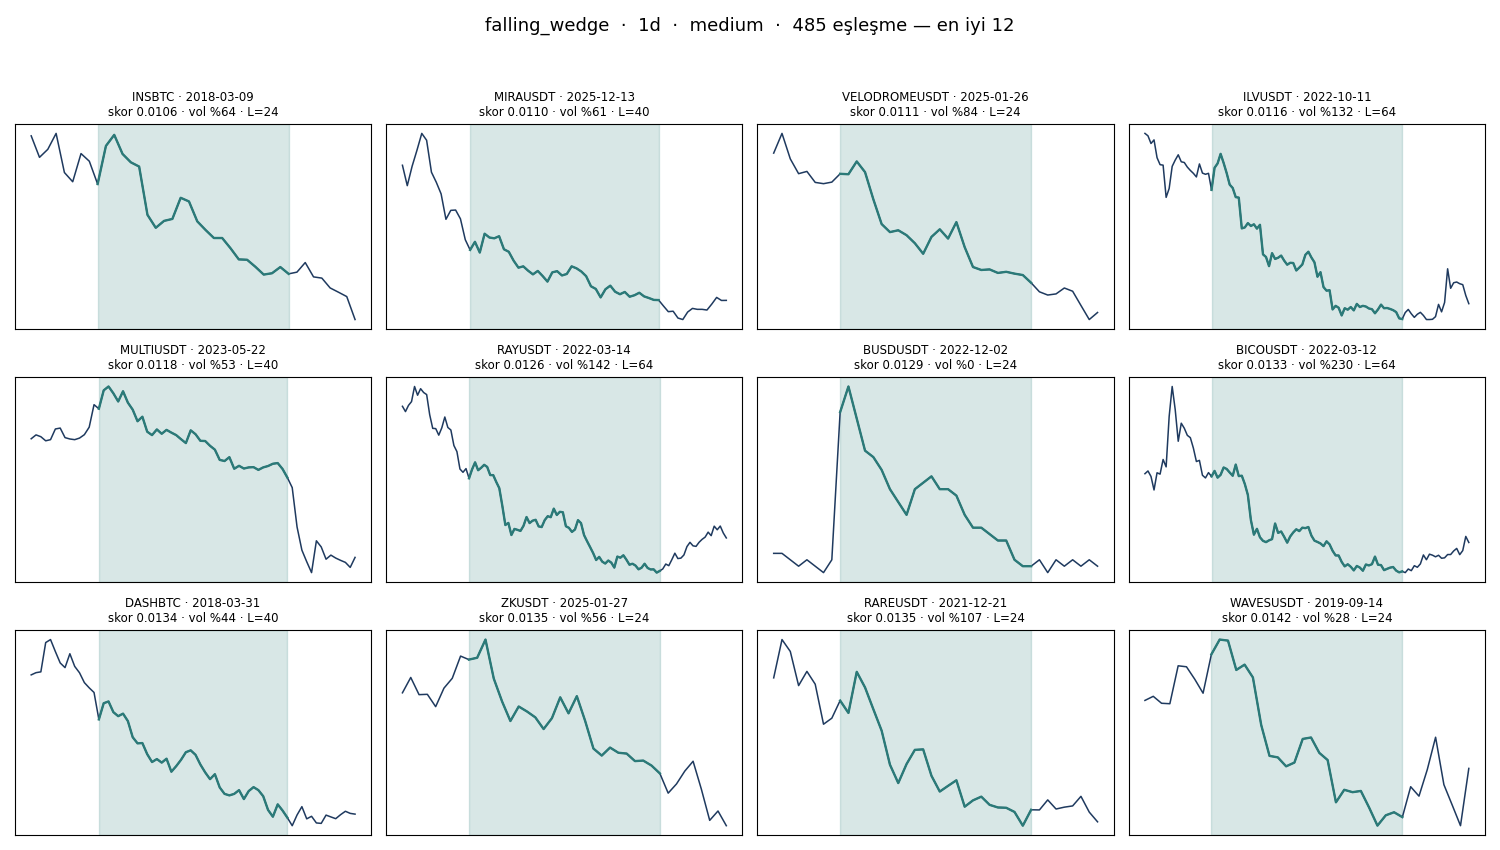 falling_wedge · 1d · medium · 485 eşleşme — en iyi 12
INSBTC · 2018-03-09
skor 0.0106 · vol %64 · L=24
MIRAUSDT · 2025-12-13
skor 0.0110 · vol %61 · L=40
VELODROMEUSDT · 2025-01-26
skor 0.0111 · vol %84 · L=24
ILVUSDT · 2022-10-11
skor 0.0116 · vol %132 · L=64
MULTIUSDT · 2023-05-22
skor 0.0118 · vol %53 · L=40
RAYUSDT · 2022-03-14
skor 0.0126 · vol %142 · L=64
BUSDUSDT · 2022-12-02
skor 0.0129 · vol %0 · L=24
BICOUSDT · 2022-03-12
skor 0.0133 · vol %230 · L=64
DASHBTC · 2018-03-31
skor 0.0134 · vol %44 · L=40
ZKUSDT · 2025-01-27
skor 0.0135 · vol %56 · L=24
RAREUSDT · 2021-12-21
skor 0.0135 · vol %107 · L=24
WAVESUSDT · 2019-09-14
skor 0.0142 · vol %28 · L=24